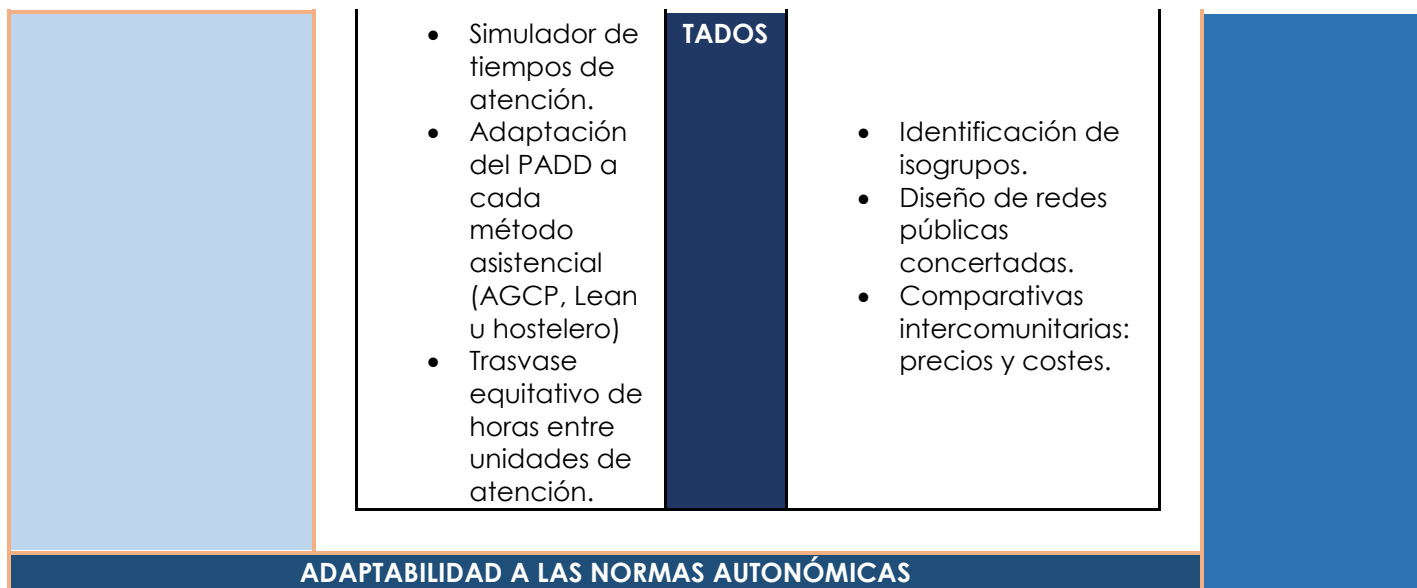 • Simulador de
tiempos de
atención.
• Adaptación
del PADD a
cada
método
asistencial
(AGCP, Lean
u hostelero)
• Trasvase
equitativo de
horas entre
unidades de
atención.
TADOS
• Identificación de
isogrupos.
• Diseño de redes
públicas
concertadas.
• Comparativas
intercomunitarias:
precios y costes.
ADAPTABILIDAD A LAS NORMAS AUTONÓMICAS